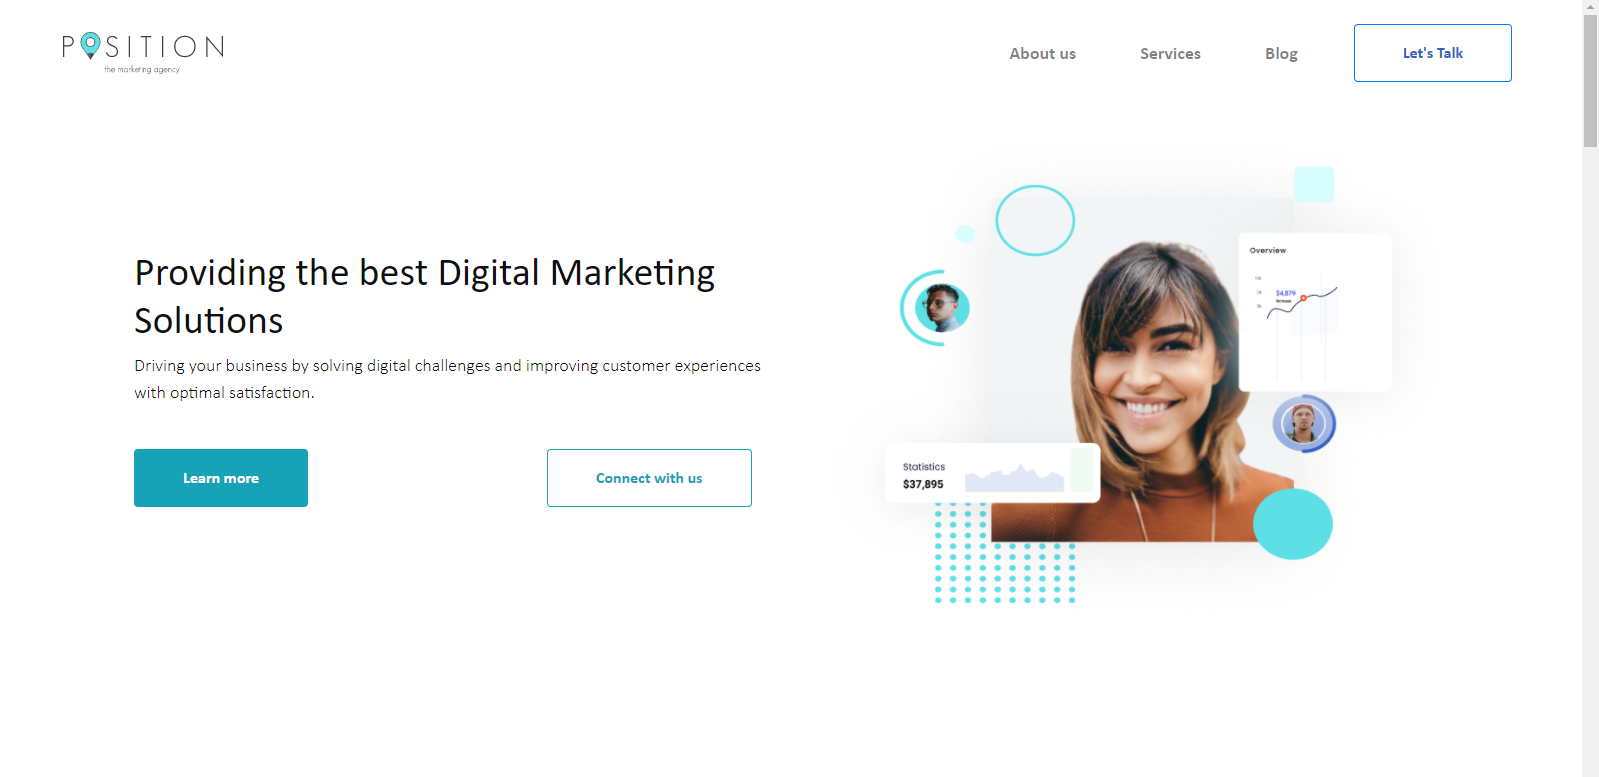 POSITION
the marketing agency
About us
Services
Blog
Let's Talk
Providing the best Digital Marketing
Solutions
Driving your business by solving digital challenges and improving customer experiences
with optimal satisfaction.
Learn more
Connect with us
Overview
$4,879
Increase
Statistics
$37,895